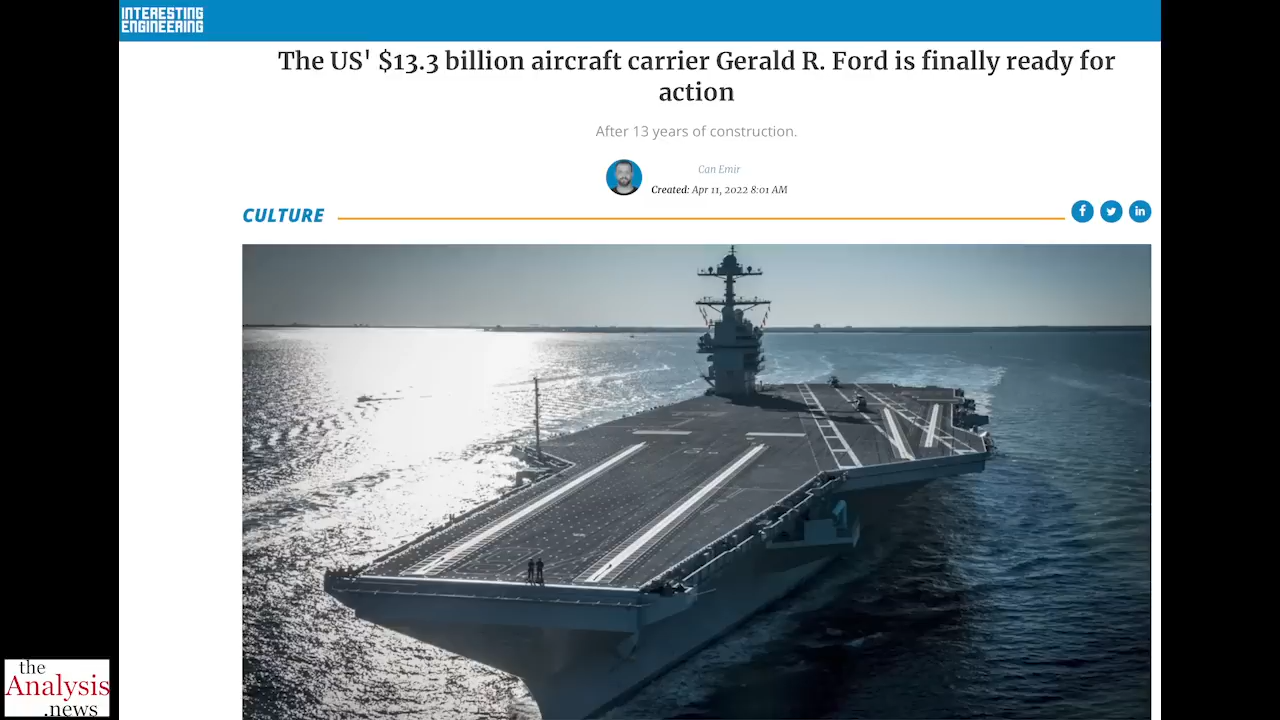 INTERESTING
ENGINEERING
The US' $13.3 billion aircraft carrier Gerald R. Ford is finally ready for
action
After 13 years of construction.
Can Emir
Created: Apr 11, 2022 8:01 AM
CULTURE
f
in
the
Analysis
.news